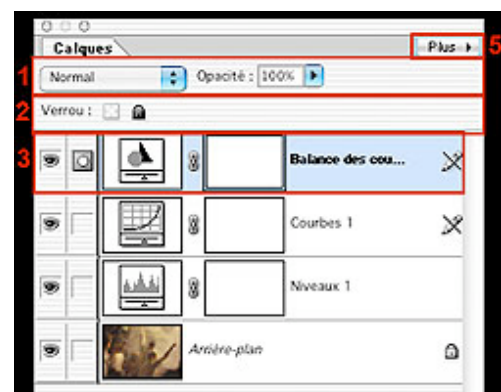 Calques Plus 5
1 Normal Opacité : 100%
2 Verrou :
3 Balance des cou...
Courbes 1
Niveaux 1
Arrière-plan